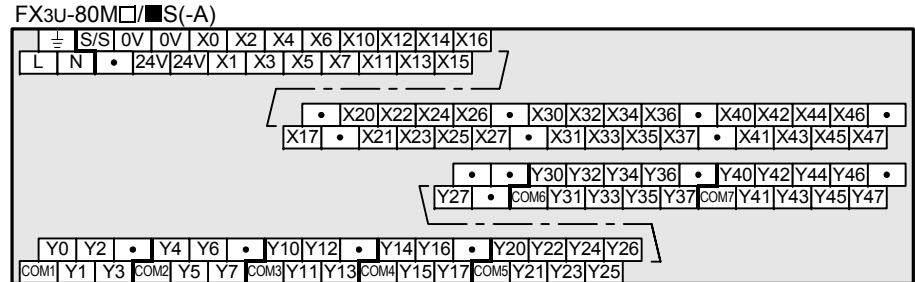 FX3U-80M□/■S(-A)
⏚ S/S 0V 0V X0 X2 X4 X6 X10 X12 X14 X16
L N • 24V 24V X1 X3 X5 X7 X11 X13 X15
• X20 X22 X24 X26 • X30 X32 X34 X36 • X40 X42 X44 X46 •
X17 • X21 X23 X25 X27 • X31 X33 X35 X37 • X41 X43 X45 X47
• • Y30 Y32 Y34 Y36 • Y40 Y42 Y44 Y46 •
Y27 • COM6 Y31 Y33 Y35 Y37 COM7 Y41 Y43 Y45 Y47
Y0 Y2 • Y4 Y6 • Y10 Y12 • Y14 Y16 • Y20 Y22 Y24 Y26
COM1 Y1 Y3 COM2 Y5 Y7 COM3 Y11 Y13 COM4 Y15 Y17 COM5 Y21 Y23 Y25